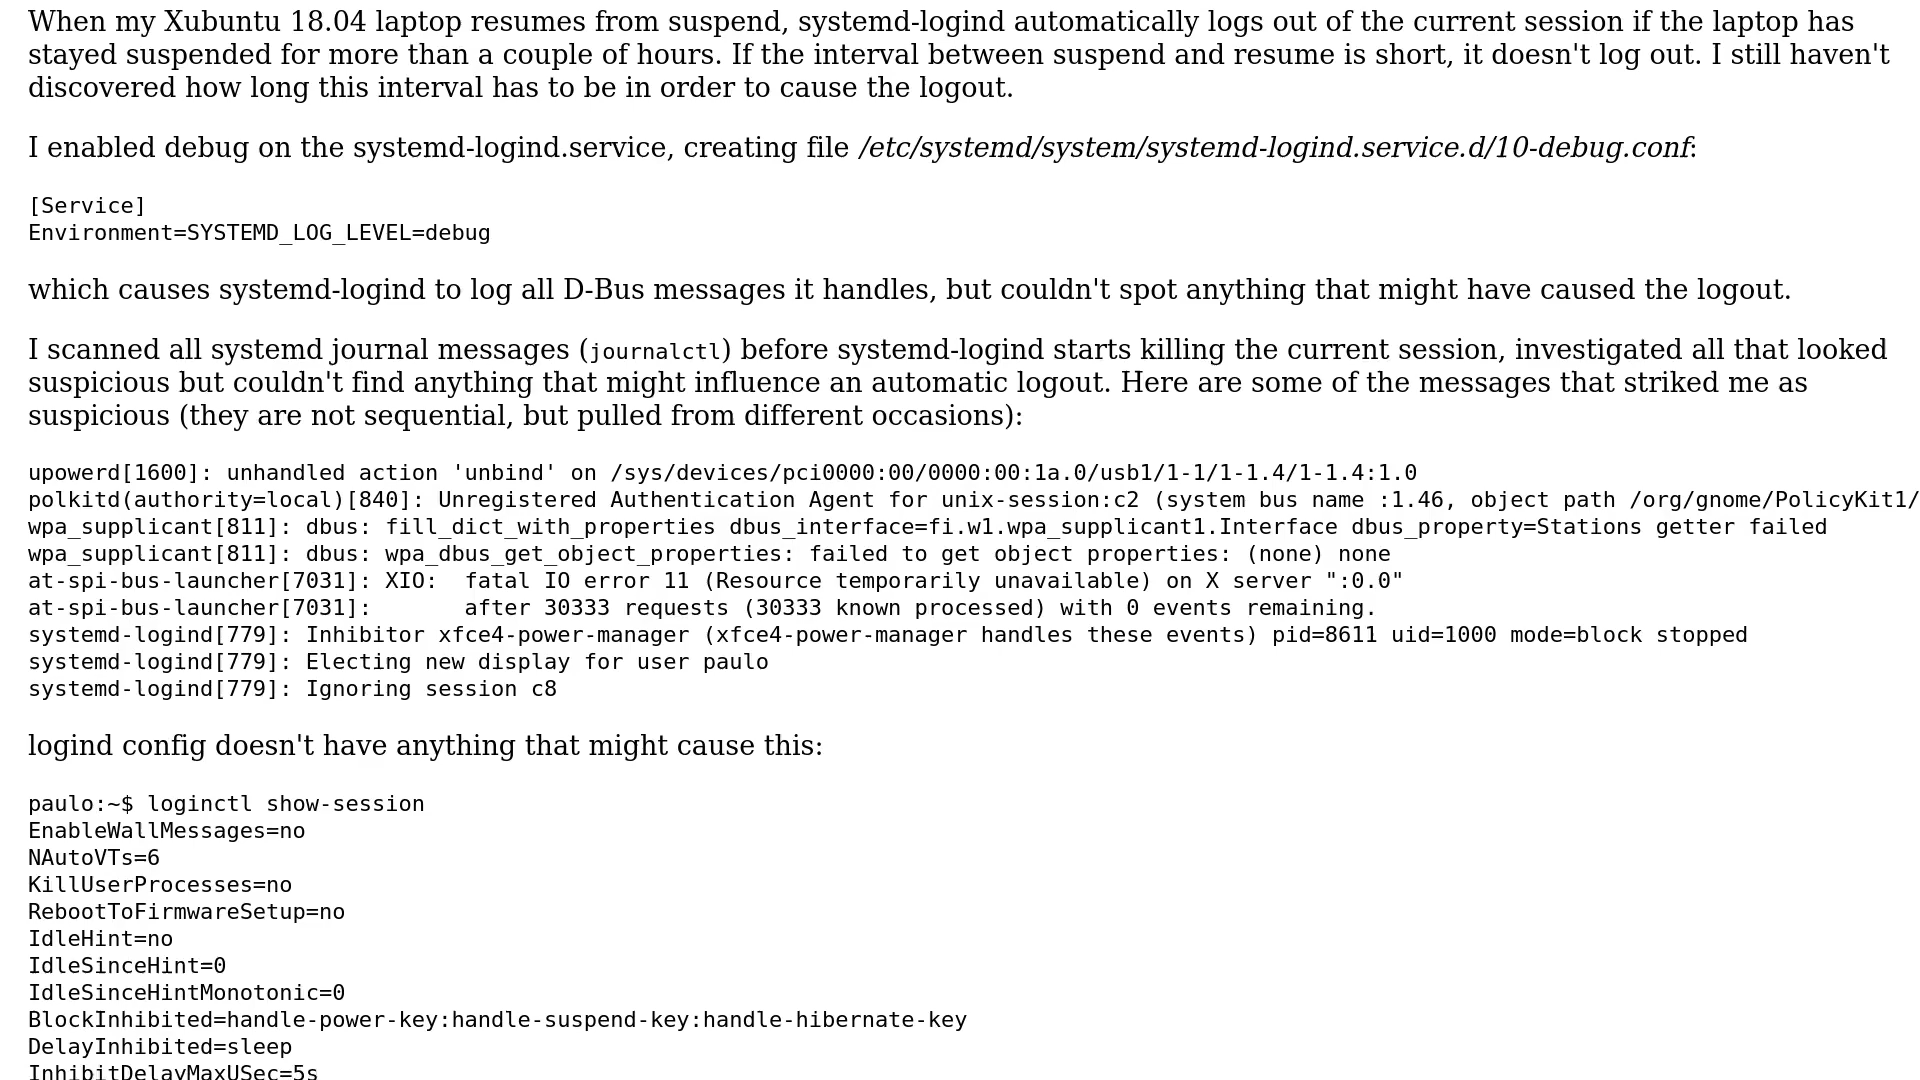 When my Xubuntu 18.04 laptop resumes from suspend, systemd-logind automatically logs out of the current session if the laptop has
stayed suspended for more than a couple of hours. If the interval between suspend and resume is short, it doesn't log out. I still haven't
discovered how long this interval has to be in order to cause the logout.
I enabled debug on the systemd-logind.service, creating file /etc/systemd/system/systemd-logind.service.d/10-debug.conf:
[Service]
Environment=SYSTEMD_LOG_LEVEL=debug
which causes systemd-logind to log all D-Bus messages it handles, but couldn't spot anything that might have caused the logout.
I scanned all systemd journal messages (journalctl) before systemd-logind starts killing the current session, investigated all that looked
suspicious but couldn't find anything that might influence an automatic logout. Here are some of the messages that striked me as
suspicious (they are not sequential, but pulled from different occasions):
upowerd[1600]: unhandled action 'unbind' on /sys/devices/pci0000:00/0000:00:1a.0/usb1/1-1/1-1.4/1-1.4:1.0
polkitd(authority=local)[840]: Unregistered Authentication Agent for unix-session:c2 (system bus name :1.46, object path /org/gnome/PolicyKit1/
wpa_supplicant[811]: dbus: fill_dict_with_properties dbus_interface=fi.w1.wpa_supplicant1.Interface dbus_property=Stations getter failed
wpa_supplicant[811]: dbus: wpa_dbus_get_object_properties: failed to get object properties: (none) none
at-spi-bus-launcher[7031]: XIO:  fatal IO error 11 (Resource temporarily unavailable) on X server ":0.0"
at-spi-bus-launcher[7031]:       after 30333 requests (30333 known processed) with 0 events remaining.
systemd-logind[779]: Inhibitor xfce4-power-manager (xfce4-power-manager handles these events) pid=8611 uid=1000 mode=block stopped
systemd-logind[779]: Electing new display for user paulo
systemd-logind[779]: Ignoring session c8
logind config doesn't have anything that might cause this:
paulo:~$ loginctl show-session
EnableWallMessages=no
NAutoVTs=6
KillUserProcesses=no
RebootToFirmwareSetup=no
IdleHint=no
IdleSinceHint=0
IdleSinceHintMonotonic=0
BlockInhibited=handle-power-key:handle-suspend-key:handle-hibernate-key
DelayInhibited=sleep
InhibitDelayMaxUSec=5s